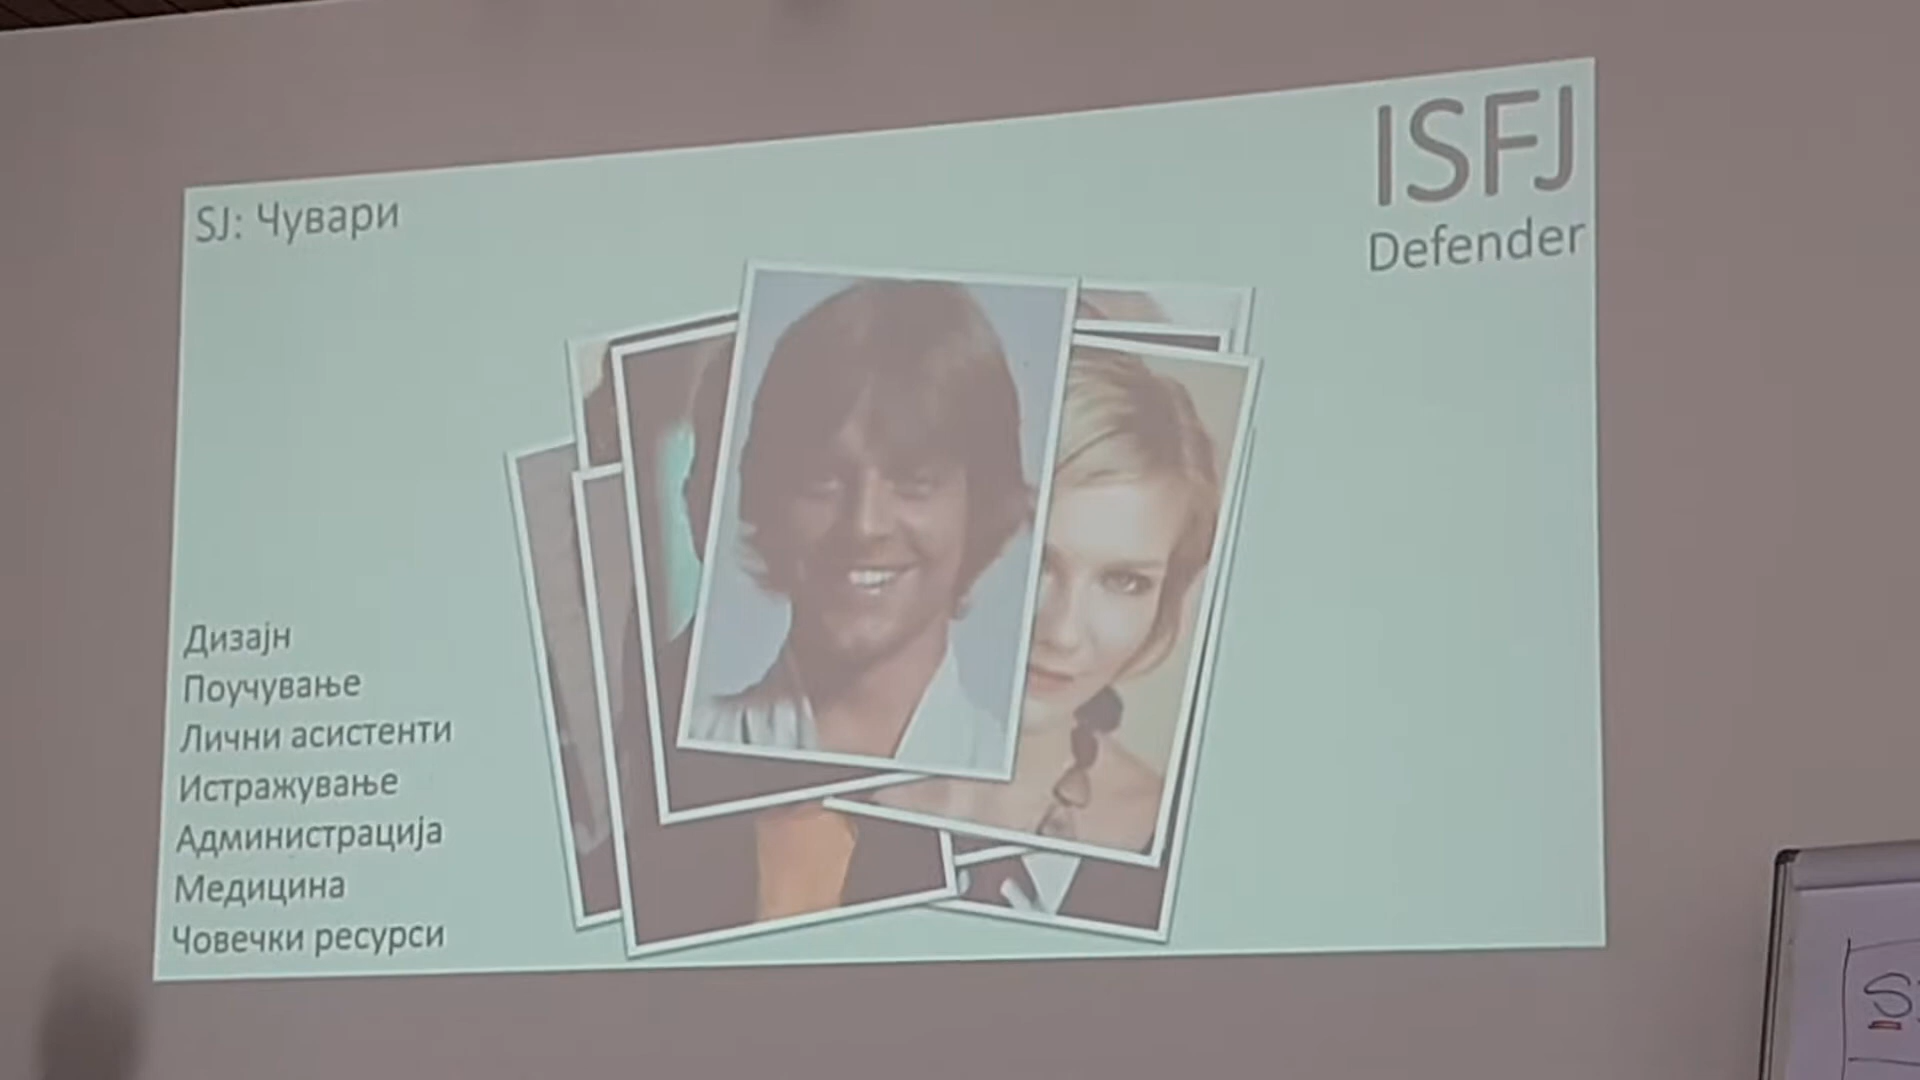 ISFJ
Defender
SJ: Чувари
Дизајн
Поучување
Лични асистенти
Истражување
Администрација
Медицина
Човечки ресурси